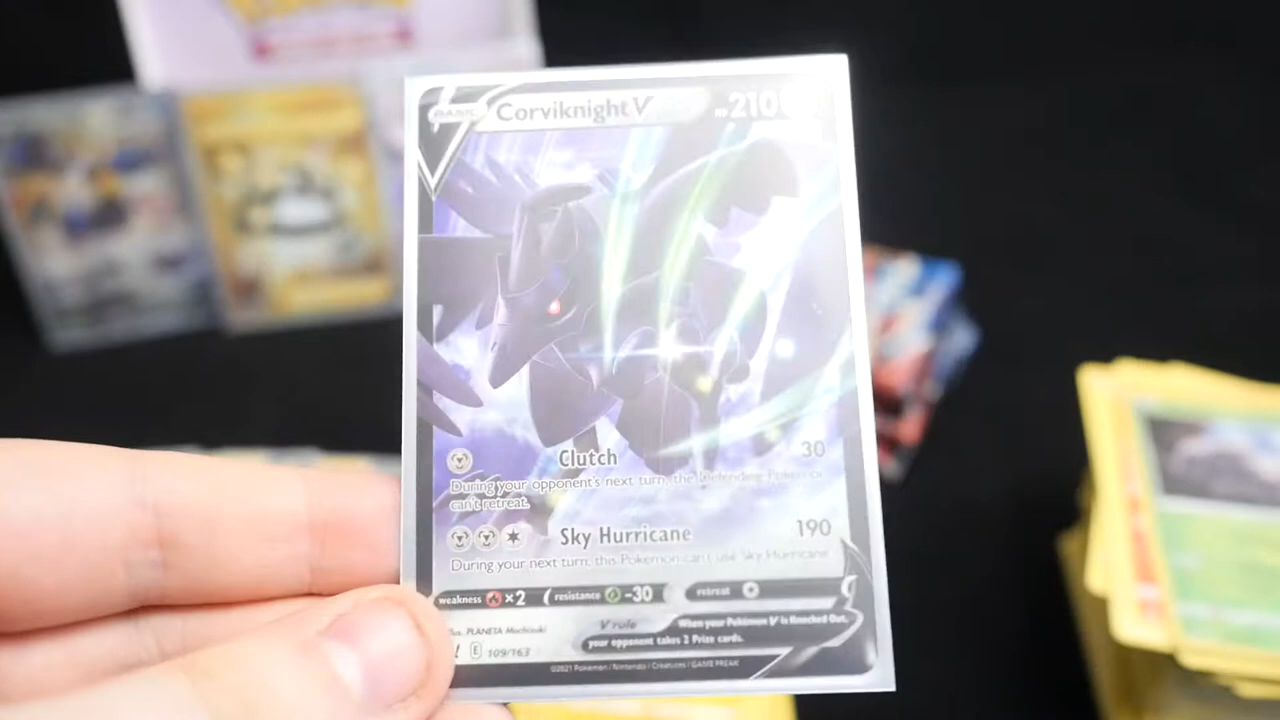 BASIC Corviknight V HP 210
Clutch 30
During your opponent's next turn, the Defending Pokémon
can't retreat.
Sky Hurricane 190
During your next turn, this Pokémon can't use Sky Hurricane.
weakness ×2 resistance -30 retreat
V rule When your Pokémon V is Knocked Out,
your opponent takes 2 Prize cards.
Illus. PLANETA Mochizuki
E 109/163
©2021 Pokémon / Nintendo / Creatures / GAME FREAK